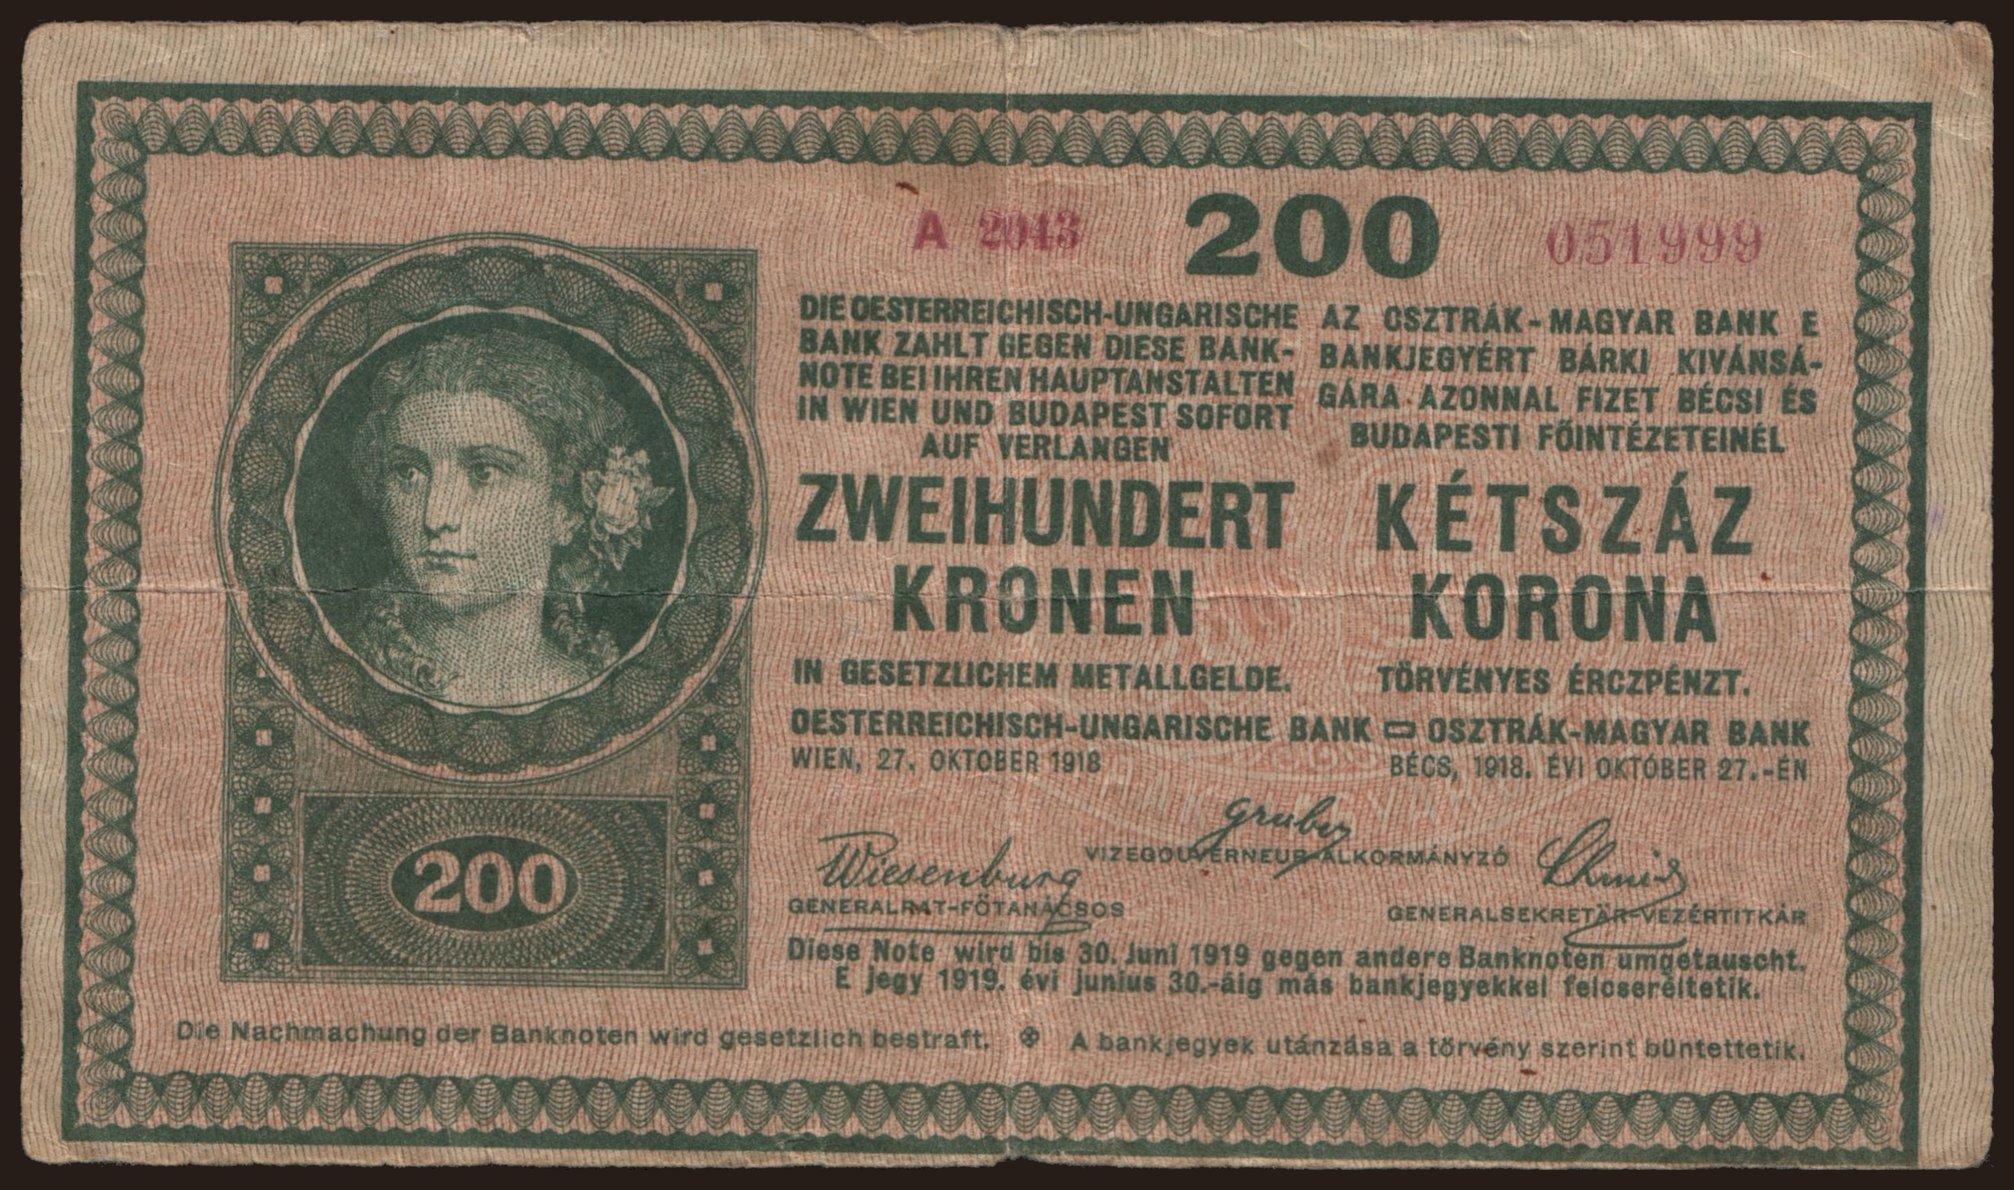 A 2043 200 051999
DIE OESTERREICHISCH-UNGARISCHE
BANK ZAHLT GEGEN DIESE BANK-
NOTE BEI IHREN HAUPTANSTALTEN
IN WIEN UND BUDAPEST SOFORT
AUF VERLANGEN
ZWEIHUNDERT
KRONEN
IN GESETZLICHEM METALLGELDE.
AZ OSZTRÁK-MAGYAR BANK E
BANKJEGYÉRT BÁRKI KIVÁNSÁ-
GÁRA AZONNAL FIZET BÉCSI ÉS
BUDAPESTI FŐINTÉZETEINÉL
KÉTSZÁZ
KORONA
TÖRVÉNYES ÉRCZPÉNZT.
OESTERREICHISCH-UNGARISCHE BANK OSZTRÁK-MAGYAR BANK
WIEN, 27. OKTOBER 1918
BÉCS, 1918. ÉVI OKTÓBER 27.-ÉN
Gruber
VIZEGOUVERNEUR-ALKORMÁNYZÓ
Wiesenburg
GENERALRAT-FŐTANÁCSOS
Schmid
GENERALSEKRETÄR-VEZÉRTITKÁR
200
Diese Note wird bis 30. Juni 1919 gegen andere Banknoten umgetauscht.
E jegy 1919. évi junius 30.-áig más bankjegyekkel felcseréltetik.
Die Nachmachung der Banknoten wird gesetzlich bestraft. A bankjegyek utánzása a törvény szerint büntettetik.